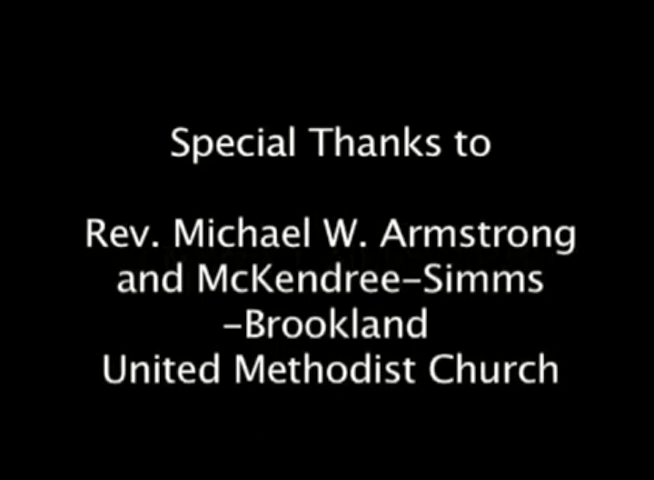 Special Thanks to
Rev. Michael W. Armstrong
and McKendree-Simms
-Brookland
United Methodist Church